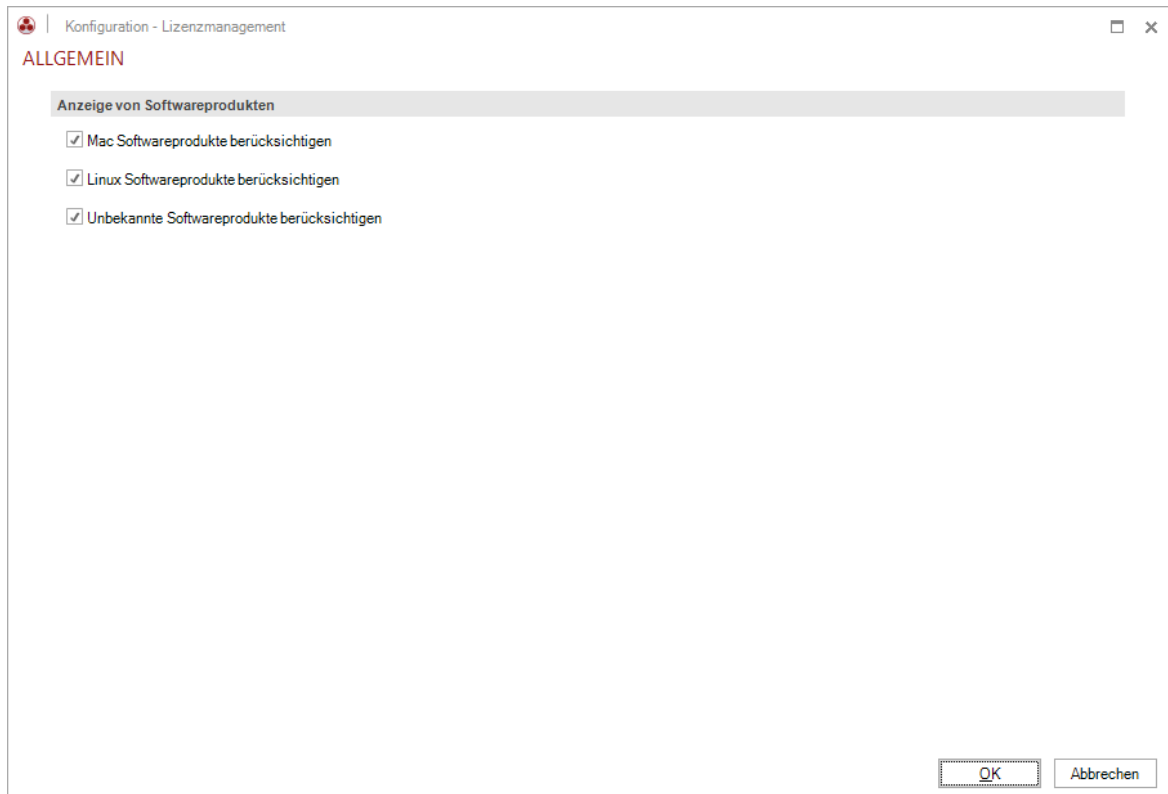 Konfiguration - Lizenzmanagement
ALLGEMEIN
Anzeige von Softwareprodukten
Mac Softwareprodukte berücksichtigen
Linux Softwareprodukte berücksichtigen
Unbekannte Softwareprodukte berücksichtigen
OK Abbrechen